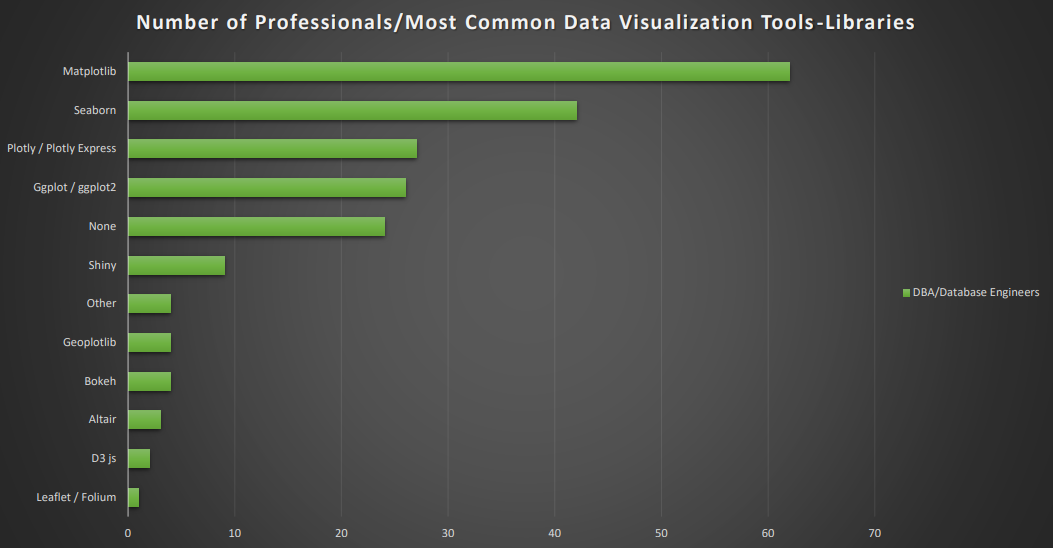 Number of Professionals/Most Common Data Visualization Tools-Libraries
Matplotlib
Seaborn
Plotly / Plotly Express
Ggplot / ggplot2
None
Shiny
Other
Geoplotlib
Bokeh
Altair
D3 js
Leaflet / Folium
0 10 20 30 40 50 60 70
DBA/Database Engineers